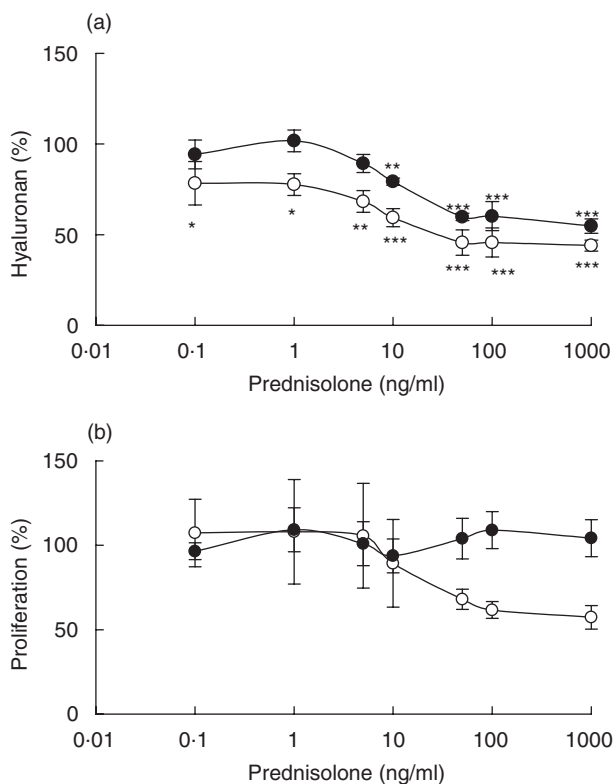 (a)
150
100
50
0
Hyaluronan (%)
**
***
***
***
*
*
**
***
***
***
***
0·01 0·1 1 10 100 1000
Prednisolone (ng/ml)
(b)
150
100
50
0
Proliferation (%)
0·01 0·1 1 10 100 1000
Prednisolone (ng/ml)